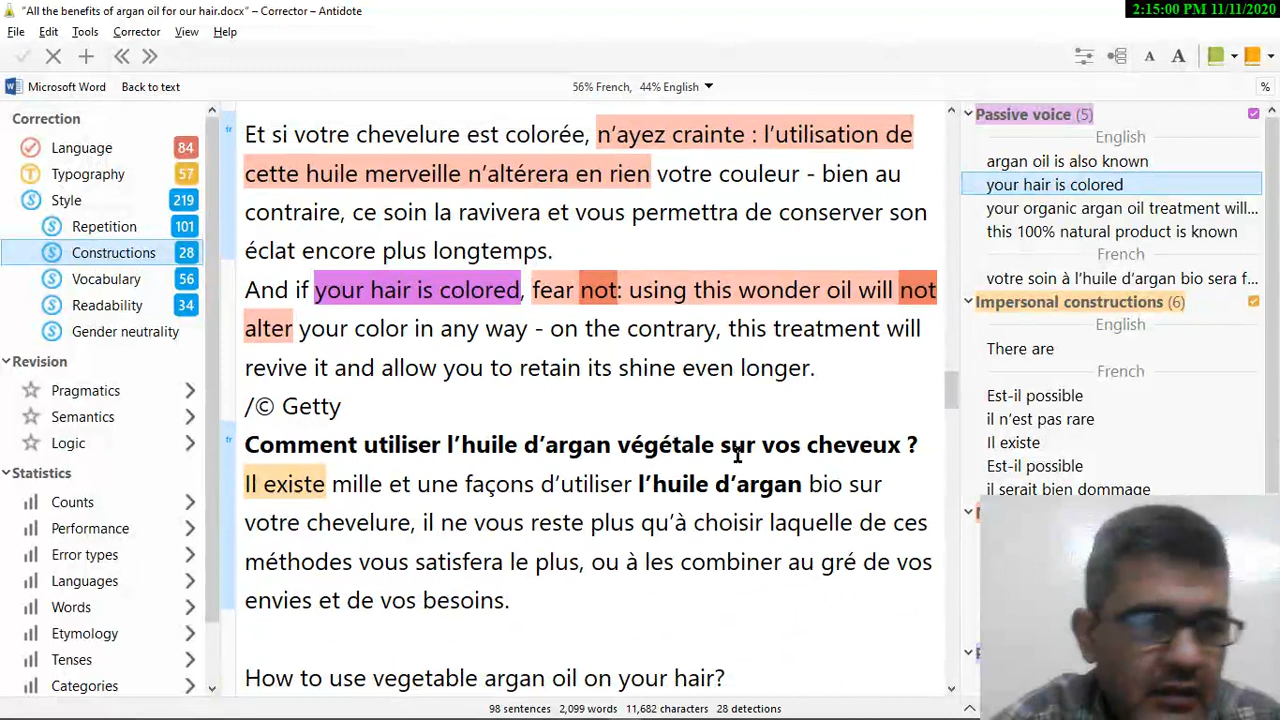 "All the benefits of argan oil for our hair.docx" – Corrector – Antidote
2:15:00 PM 11/11/2020
File Edit Tools Corrector View Help
A A
Microsoft Word Back to text
56% French, 44% English
%
Correction
Language 84
Typography 57
Style 219
Repetition 101
Constructions 28
Vocabulary 56
Readability 34
Gender neutrality
Revision
Pragmatics
Semantics
Logic
Statistics
Counts
Performance
Error types
Languages
Words
Etymology
Tenses
Categories
fr
Et si votre chevelure est colorée, n’ayez crainte : l’utilisation de
cette huile merveille n’altérera en rien votre couleur - bien au
contraire, ce soin la ravivera et vous permettra de conserver son
éclat encore plus longtemps.
And if your hair is colored, fear not: using this wonder oil will not
alter your color in any way - on the contrary, this treatment will
revive it and allow you to retain its shine even longer.
/© Getty
fr
Comment utiliser l’huile d’argan végétale sur vos cheveux ?
Il existe mille et une façons d’utiliser l’huile d’argan bio sur
votre chevelure, il ne vous reste plus qu’à choisir laquelle de ces
méthodes vous satisfera le plus, ou à les combiner au gré de vos
envies et de vos besoins.
How to use vegetable argan oil on your hair?
Passive voice (5)
English
argan oil is also known
your hair is colored
your organic argan oil treatment will...
this 100% natural product is known
French
votre soin à l’huile d’argan bio sera f...
Impersonal constructions (6)
English
There are
French
Est-il possible
il n’est pas rare
Il existe
Est-il possible
il serait bien dommage
98 sentences 2,099 words 11,682 characters 28 detections